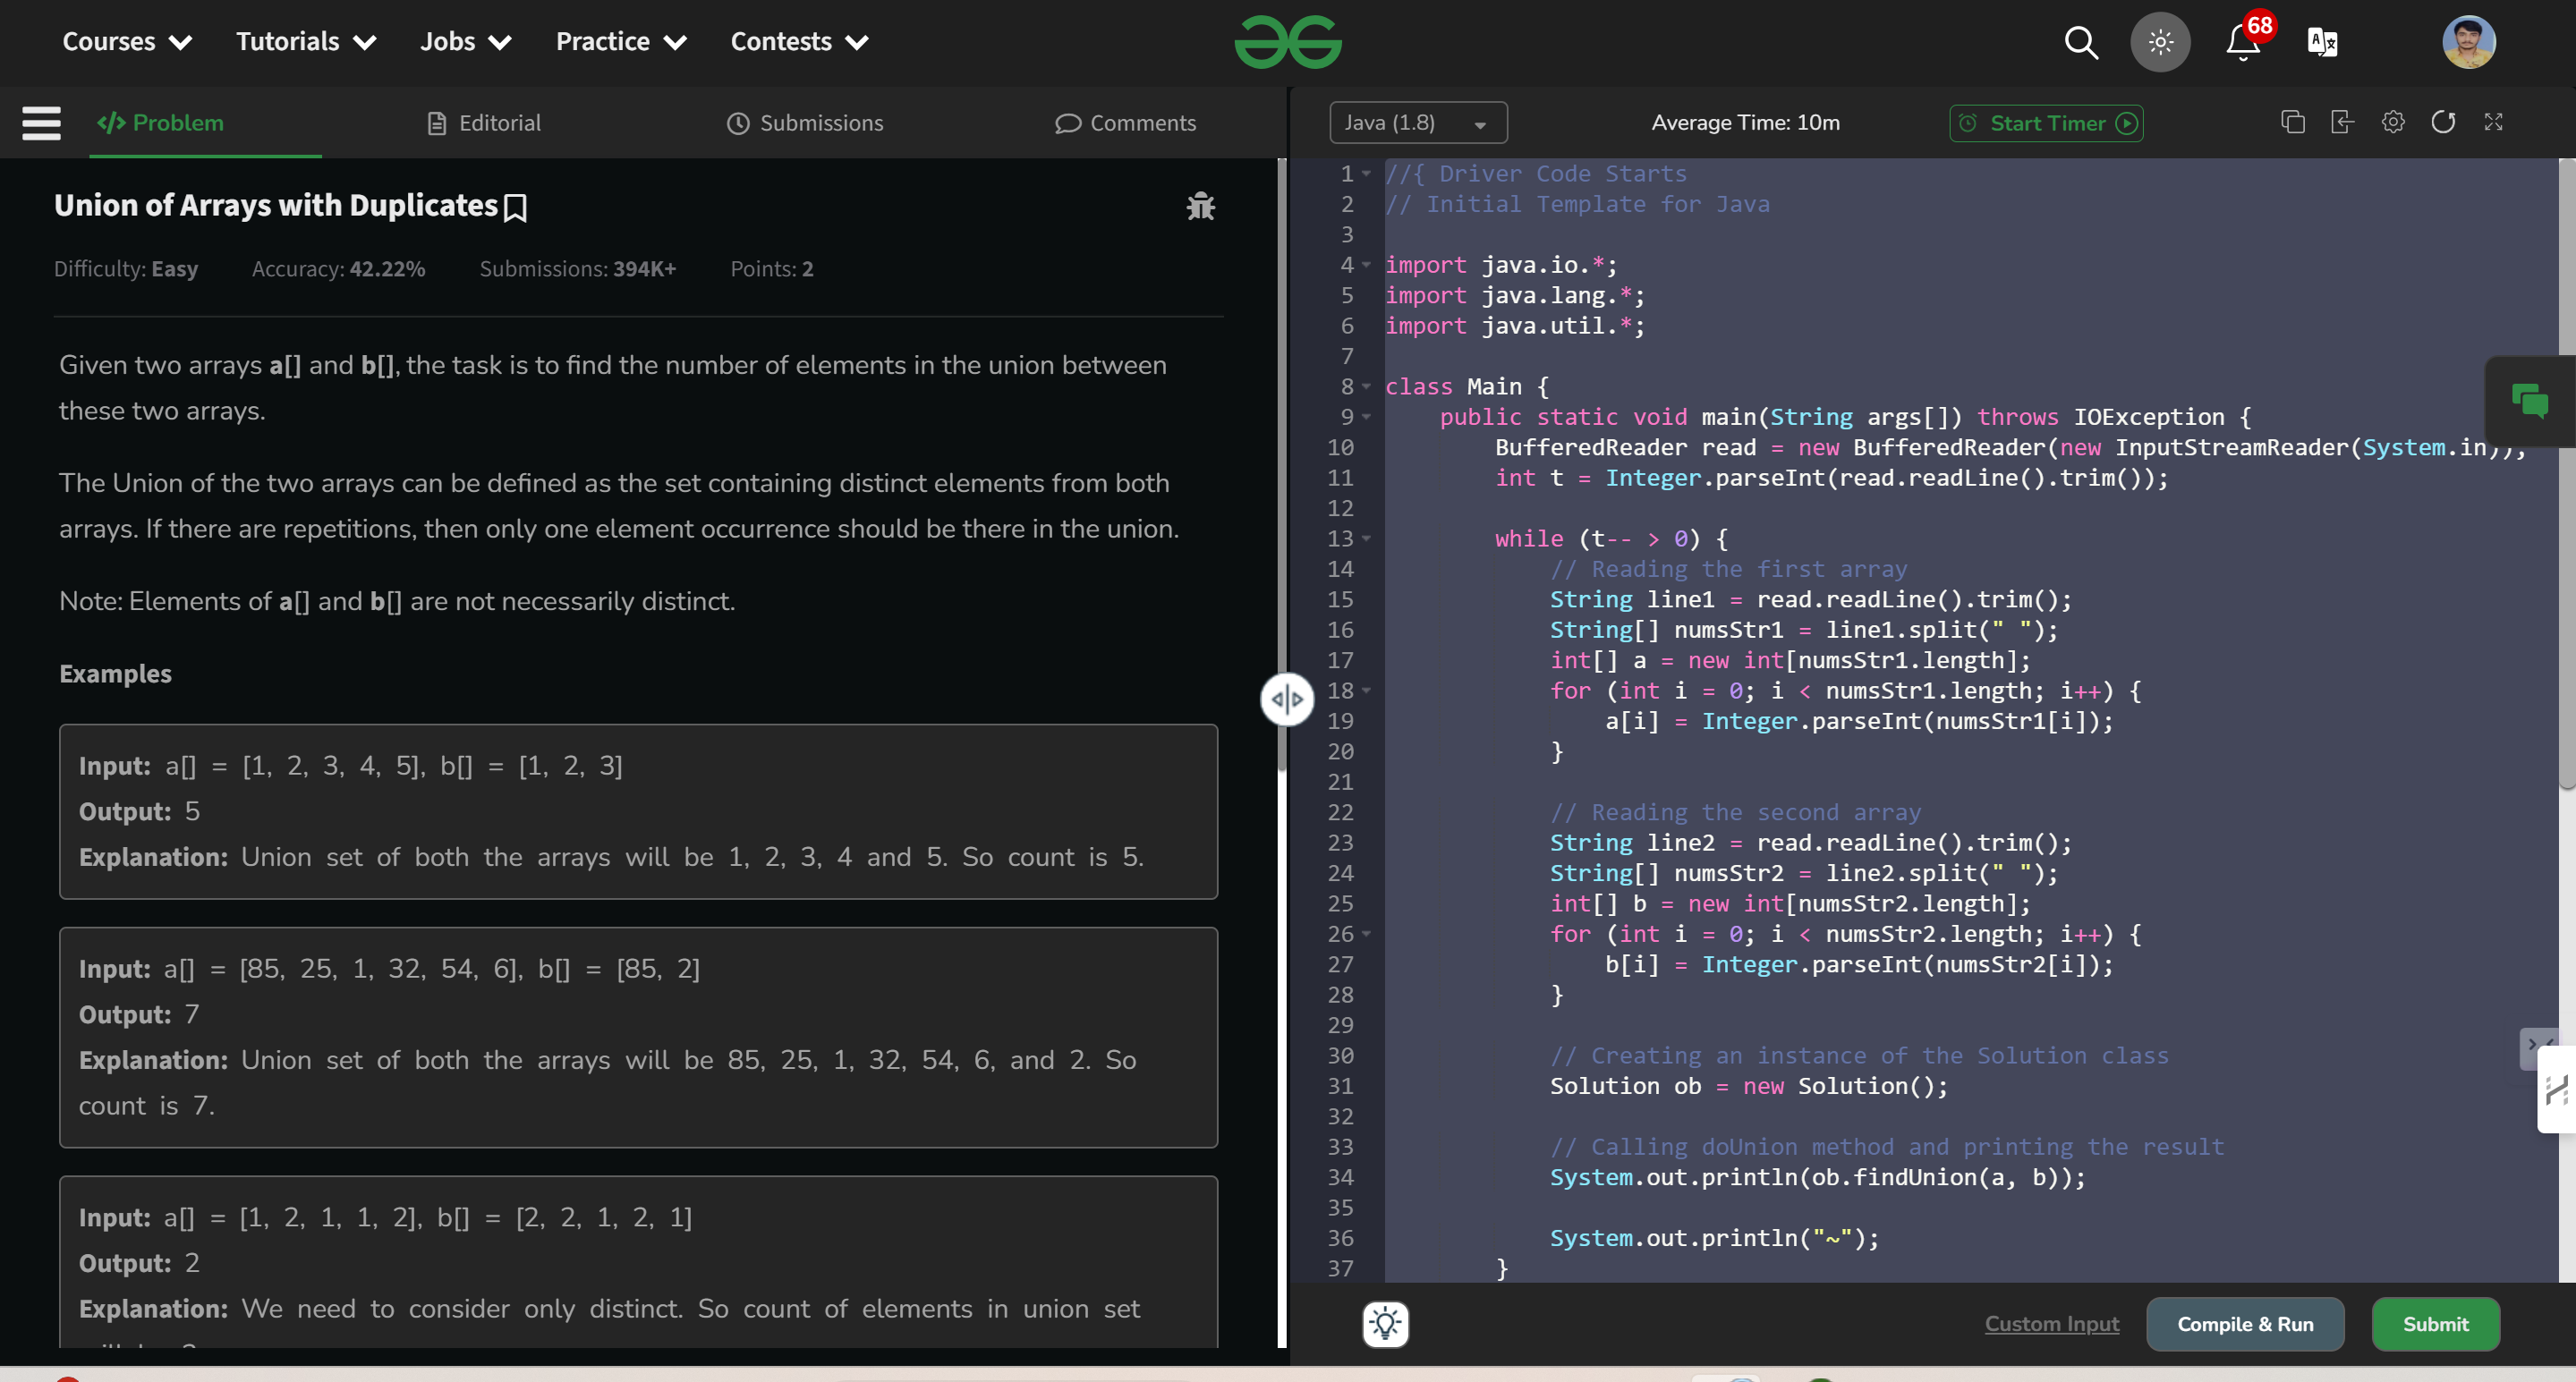 Courses Tutorials Jobs Practice Contests 68
Problem Editorial Submissions Comments
Union of Arrays with Duplicates
Difficulty: Easy Accuracy: 42.22% Submissions: 394K+ Points: 2
Given two arrays a[] and b[], the task is to find the number of elements in the union between
these two arrays.
The Union of the two arrays can be defined as the set containing distinct elements from both
arrays. If there are repetitions, then only one element occurrence should be there in the union.
Note: Elements of a[] and b[] are not necessarily distinct.
Examples
Input: a[] = [1, 2, 3, 4, 5], b[] = [1, 2, 3]
Output: 5
Explanation: Union set of both the arrays will be 1, 2, 3, 4 and 5. So count is 5.
Input: a[] = [85, 25, 1, 32, 54, 6], b[] = [85, 2]
Output: 7
Explanation: Union set of both the arrays will be 85, 25, 1, 32, 54, 6, and 2. So
count is 7.
Input: a[] = [1, 2, 1, 1, 2], b[] = [2, 2, 1, 2, 1]
Output: 2
Explanation: We need to consider only distinct. So count of elements in union set
Java (1.8) Average Time: 10m Start Timer
1 //{ Driver Code Starts
2 // Initial Template for Java
3
4 import java.io.*;
5 import java.lang.*;
6 import java.util.*;
7
8 class Main {
9 public static void main(String args[]) throws IOException {
10 BufferedReader read = new BufferedReader(new InputStreamReader(System.in));
11 int t = Integer.parseInt(read.readLine().trim());
12
13 while (t-- > 0) {
14 // Reading the first array
15 String line1 = read.readLine().trim();
16 String[] numsStr1 = line1.split(" ");
17 int[] a = new int[numsStr1.length];
18 for (int i = 0; i < numsStr1.length; i++) {
19 a[i] = Integer.parseInt(numsStr1[i]);
20 }
21
22 // Reading the second array
23 String line2 = read.readLine().trim();
24 String[] numsStr2 = line2.split(" ");
25 int[] b = new int[numsStr2.length];
26 for (int i = 0; i < numsStr2.length; i++) {
27 b[i] = Integer.parseInt(numsStr2[i]);
28 }
29
30 // Creating an instance of the Solution class
31 Solution ob = new Solution();
32
33 // Calling doUnion method and printing the result
34 System.out.println(ob.findUnion(a, b));
35
36 System.out.println("~");
37 }
Custom Input Compile & Run Submit